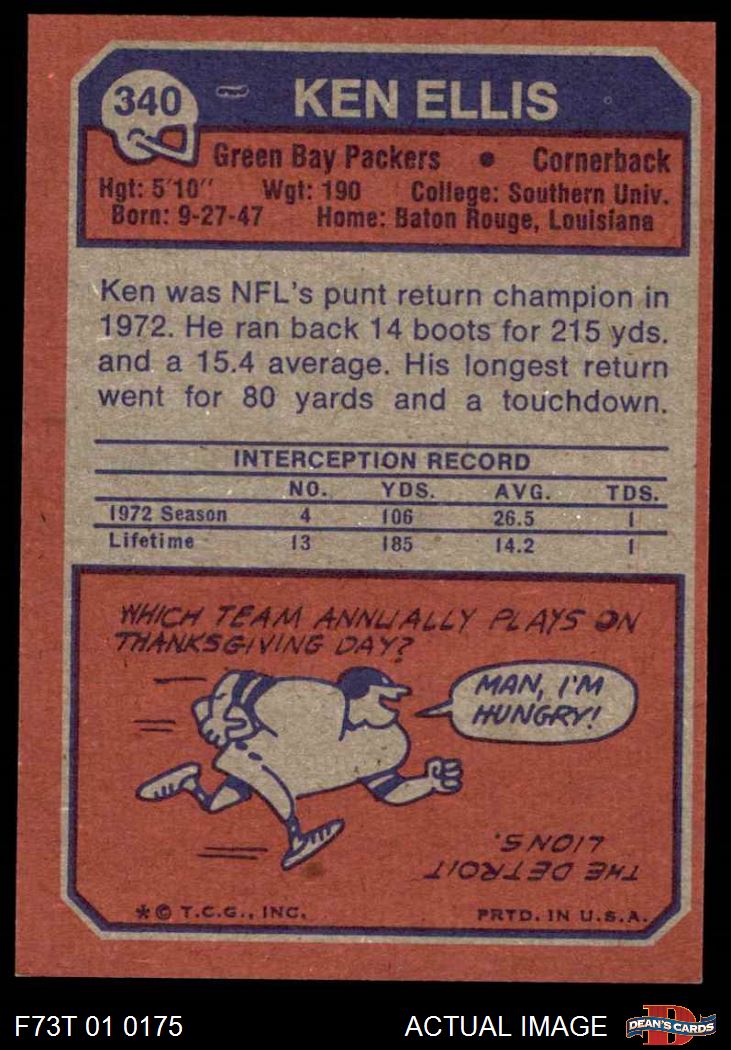 340
KEN ELLIS
Green Bay Packers • Cornerback
Hgt: 5'10" Wgt: 190 College: Southern Univ.
Born: 9-27-47 Home: Baton Rouge, Louisiana
Ken was NFL's punt return champion in
1972. He ran back 14 boots for 215 yds.
and a 15.4 average. His longest return
went for 80 yards and a touchdown.
INTERCEPTION RECORD
NO. YDS. AVG. TDS.
1972 Season 4 106 26.5 1
Lifetime 13 185 14.2 1
WHICH TEAM ANNUALLY PLAYS ON
THANKSGIVING DAY?
MAN, I'M
HUNGRY!
THE DETROIT
LIONS.
*© T.C.G., INC. PRTD. IN U.S.A.
F73T 01 0175 ACTUAL IMAGE
D
DEAN'S CARDS